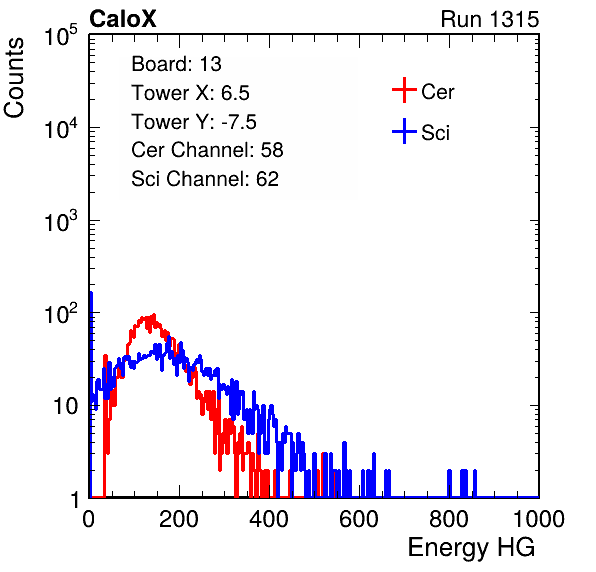 CaloX Run 1315
Counts
10^5
10^4
10^3
10^2
10
1
Board: 13
Tower X: 6.5
Tower Y: -7.5
Cer Channel: 58
Sci Channel: 62
Cer
Sci
0 200 400 600 800 1000
Energy HG